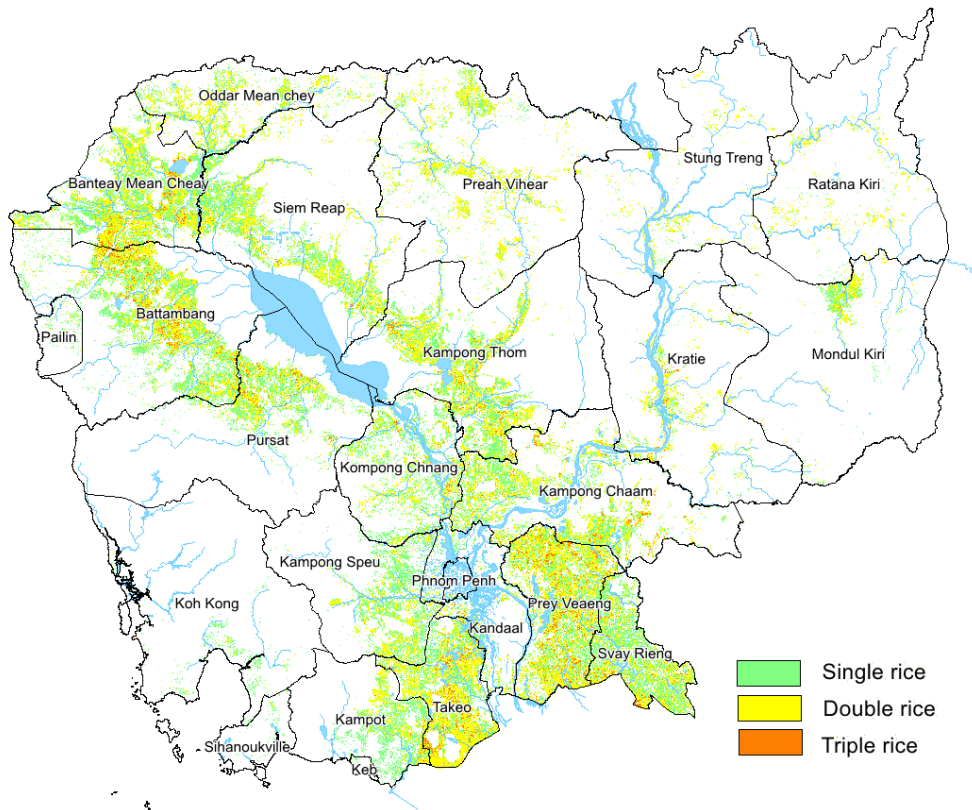 Oddar Mean chey
Stung Treng
Banteay Mean Cheay
Preah Vihear
Ratana Kiri
Siem Reap
Battambang
Pailin
Kampong Thom
Kratie
Mondul Kiri
Pursat
Kompong Chnang
Kampong Chaam
Kampong Speu
Phnom Penh
Koh Kong
Prey Veaeng
Kandaal
Svay Rieng
Single rice
Takeo
Double rice
Kampot
Sihanoukville
Triple rice
Keb